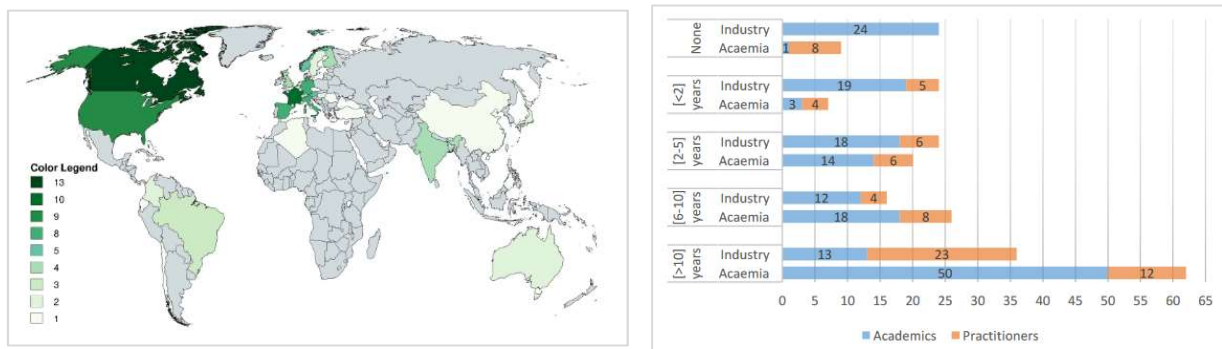 Color Legend
13
10
9
8
5
4
3
2
1
None
Industry
24
Acaemia
1 8
[<2] years
Industry
19 5
Acaemia
3 4
[2-5] years
Industry
18 6
Acaemia
14 6
[6-10] years
Industry
12 4
Acaemia
18 8
[>10] years
Industry
13 23
Acaemia
50 12
0 5 10 15 20 25 30 35 40 45 50 55 60 65
Academics Practitioners